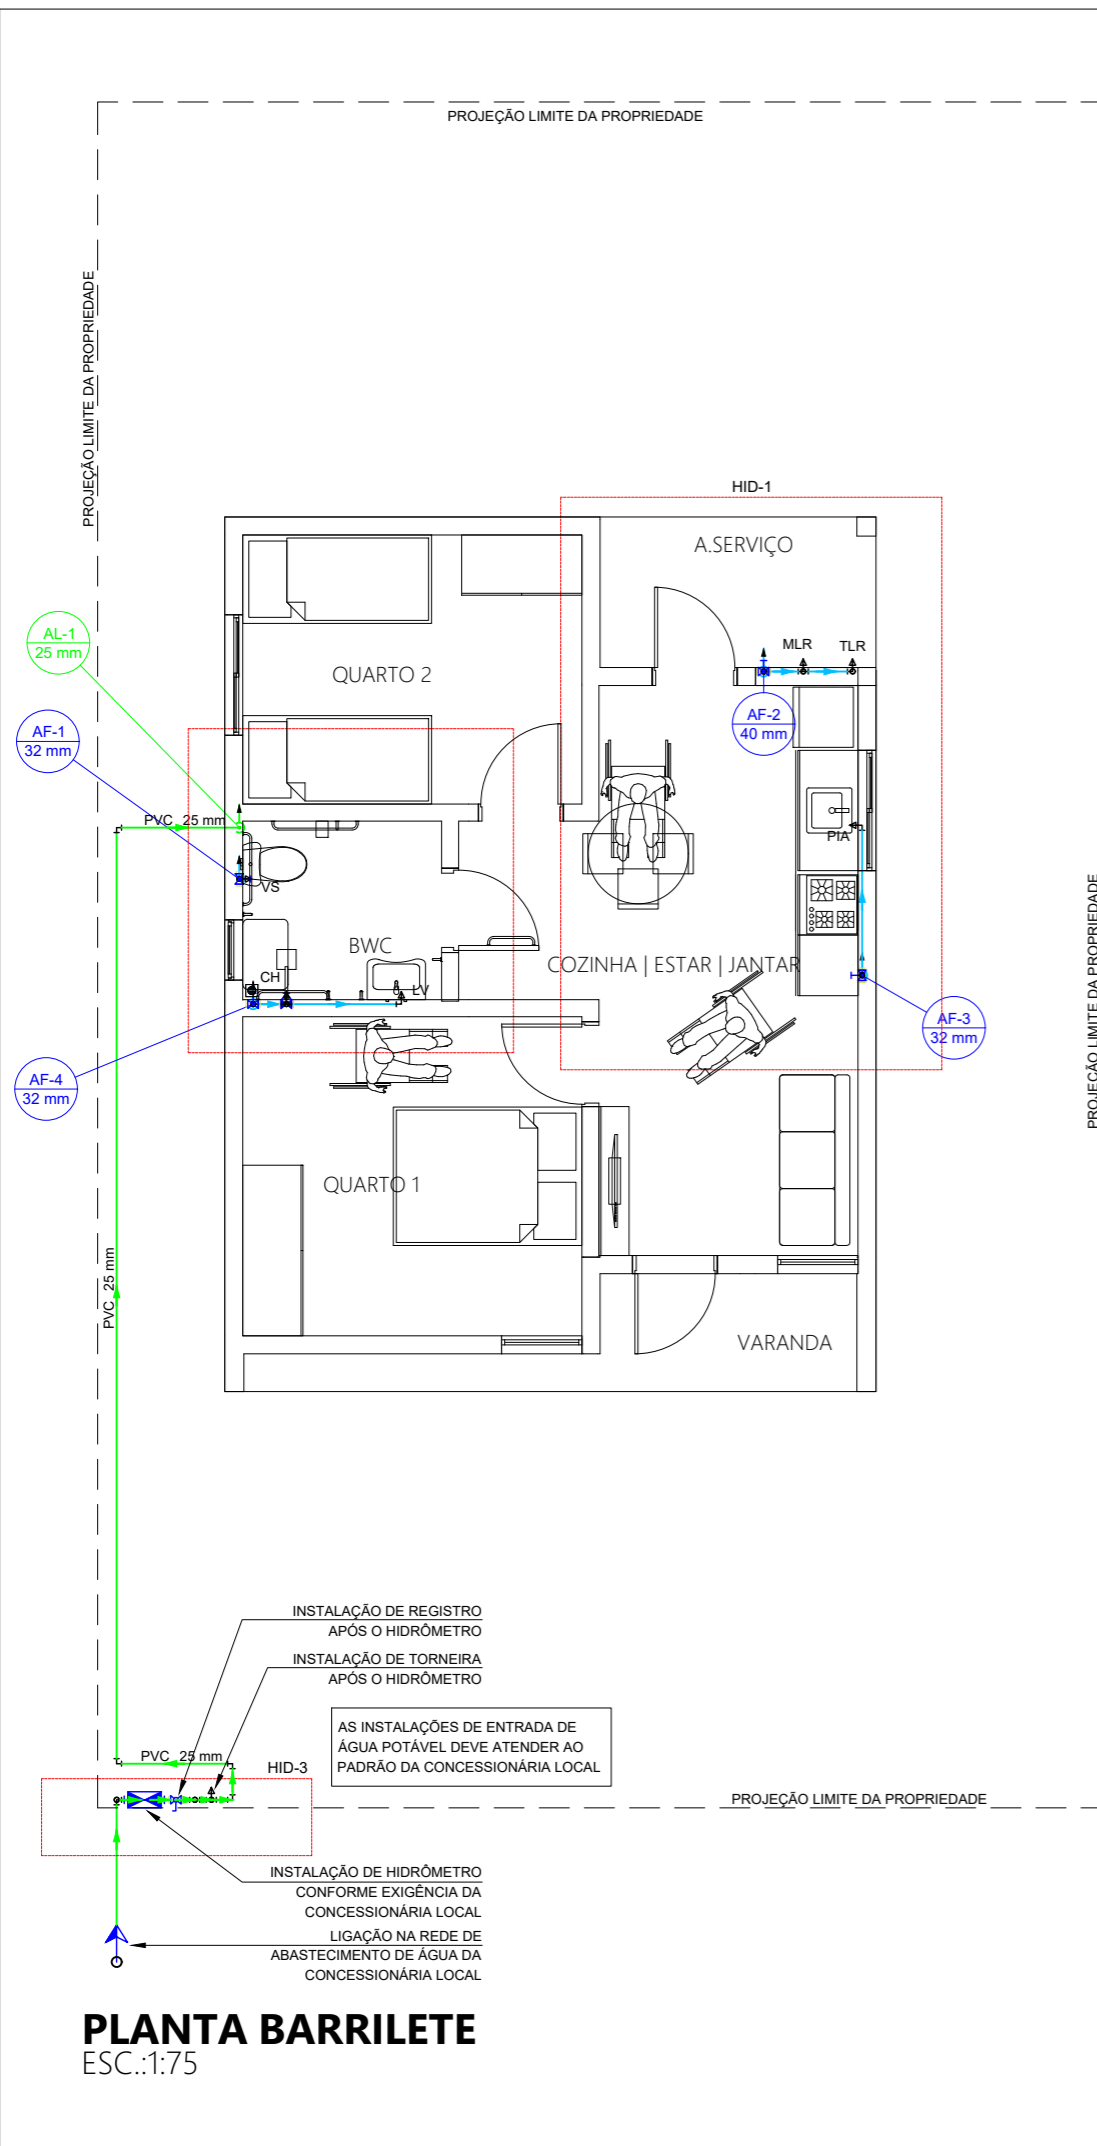 PROJEÇÃO LIMITE DA PROPRIEDADE
PROJEÇÃO LIMITE DA PROPRIEDADE
HID-1
A.SERVIÇO
AL-1
25 mm
QUARTO 2
MLR
TLR
AF-1
32 mm
AF-2
40 mm
PVC 25 mm
PIA
VS
BWC
COZINHA | ESTAR | JANTAR
CH
LV
AF-3
32 mm
PROJEÇÃO LIMITE DA PROPRIEDADE
AF-4
32 mm
QUARTO 1
PVC 25 mm
VARANDA
INSTALAÇÃO DE REGISTRO
APÓS O HIDRÔMETRO
INSTALAÇÃO DE TORNEIRA
APÓS O HIDRÔMETRO
AS INSTALAÇÕES DE ENTRADA DE
ÁGUA POTÁVEL DEVE ATENDER AO
PADRÃO DA CONCESSIONÁRIA LOCAL
PVC 25 mm
HID-3
PROJEÇÃO LIMITE DA PROPRIEDADE
INSTALAÇÃO DE HIDRÔMETRO
CONFORME EXIGÊNCIA DA
CONCESSIONÁRIA LOCAL
LIGAÇÃO NA REDE DE
ABASTECIMENTO DE ÁGUA DA
CONCESSIONÁRIA LOCAL
PLANTA BARRILETE
ESC.:1:75